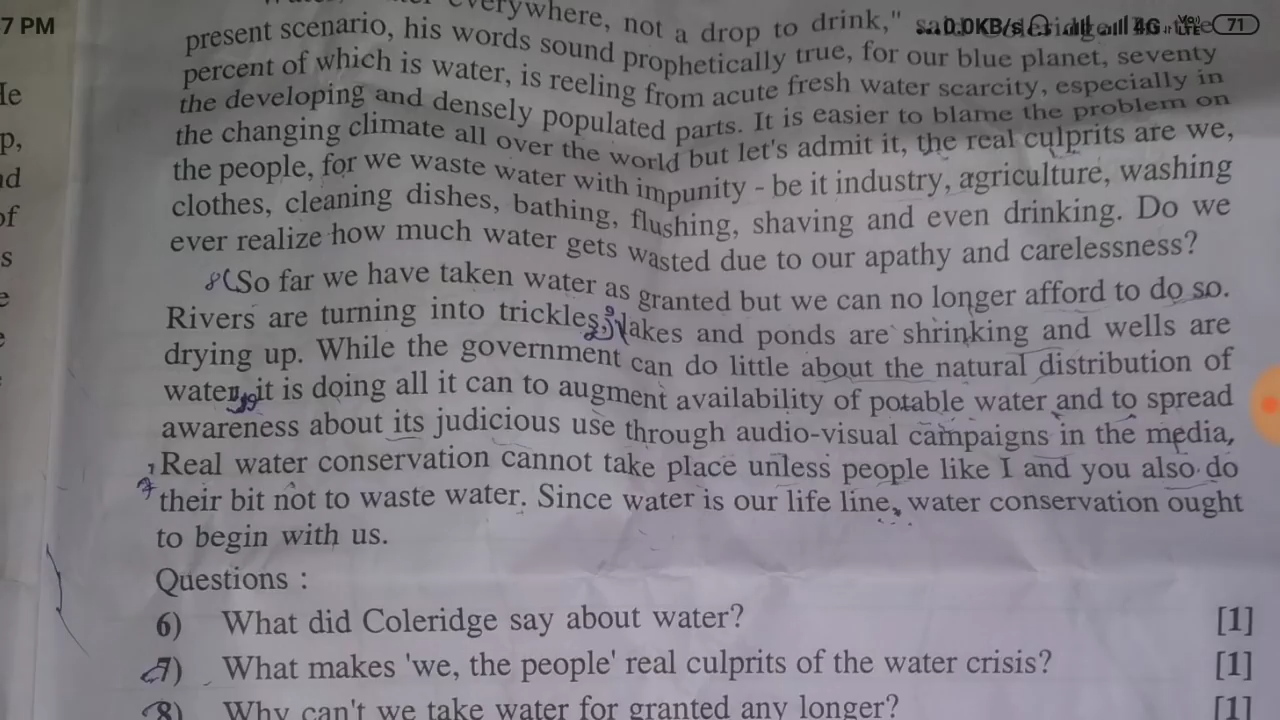 7 PM
0.0KB/s 4G VoLTE 71
everywhere, not a drop to drink,"
present scenario, his words sound prophetically true, for our blue planet, seventy
percent of which is water, is reeling from acute fresh water scarcity, especially in
the developing and densely populated parts. It is easier to blame the problem on
the changing climate all over the world but let's admit it, the real culprits are we,
the people, for we waste water with impunity - be it industry, agriculture, washing
clothes, cleaning dishes, bathing, flushing, shaving and even drinking. Do we
ever realize how much water gets wasted due to our apathy and carelessness?
8( So far we have taken water as granted but we can no longer afford to do so.
Rivers are turning into trickles, lakes and ponds are shrinking and wells are
drying up. While the government can do little about the natural distribution of
water, it is doing all it can to augment availability of potable water and to spread
awareness about its judicious use through audio-visual campaigns in the media,
Real water conservation cannot take place unless people like I and you also do
their bit not to waste water. Since water is our life line, water conservation ought
to begin with us.
Questions :
6) What did Coleridge say about water? [1]
7) What makes 'we, the people' real culprits of the water crisis? [1]
8) Why can't we take water for granted any longer? [1]